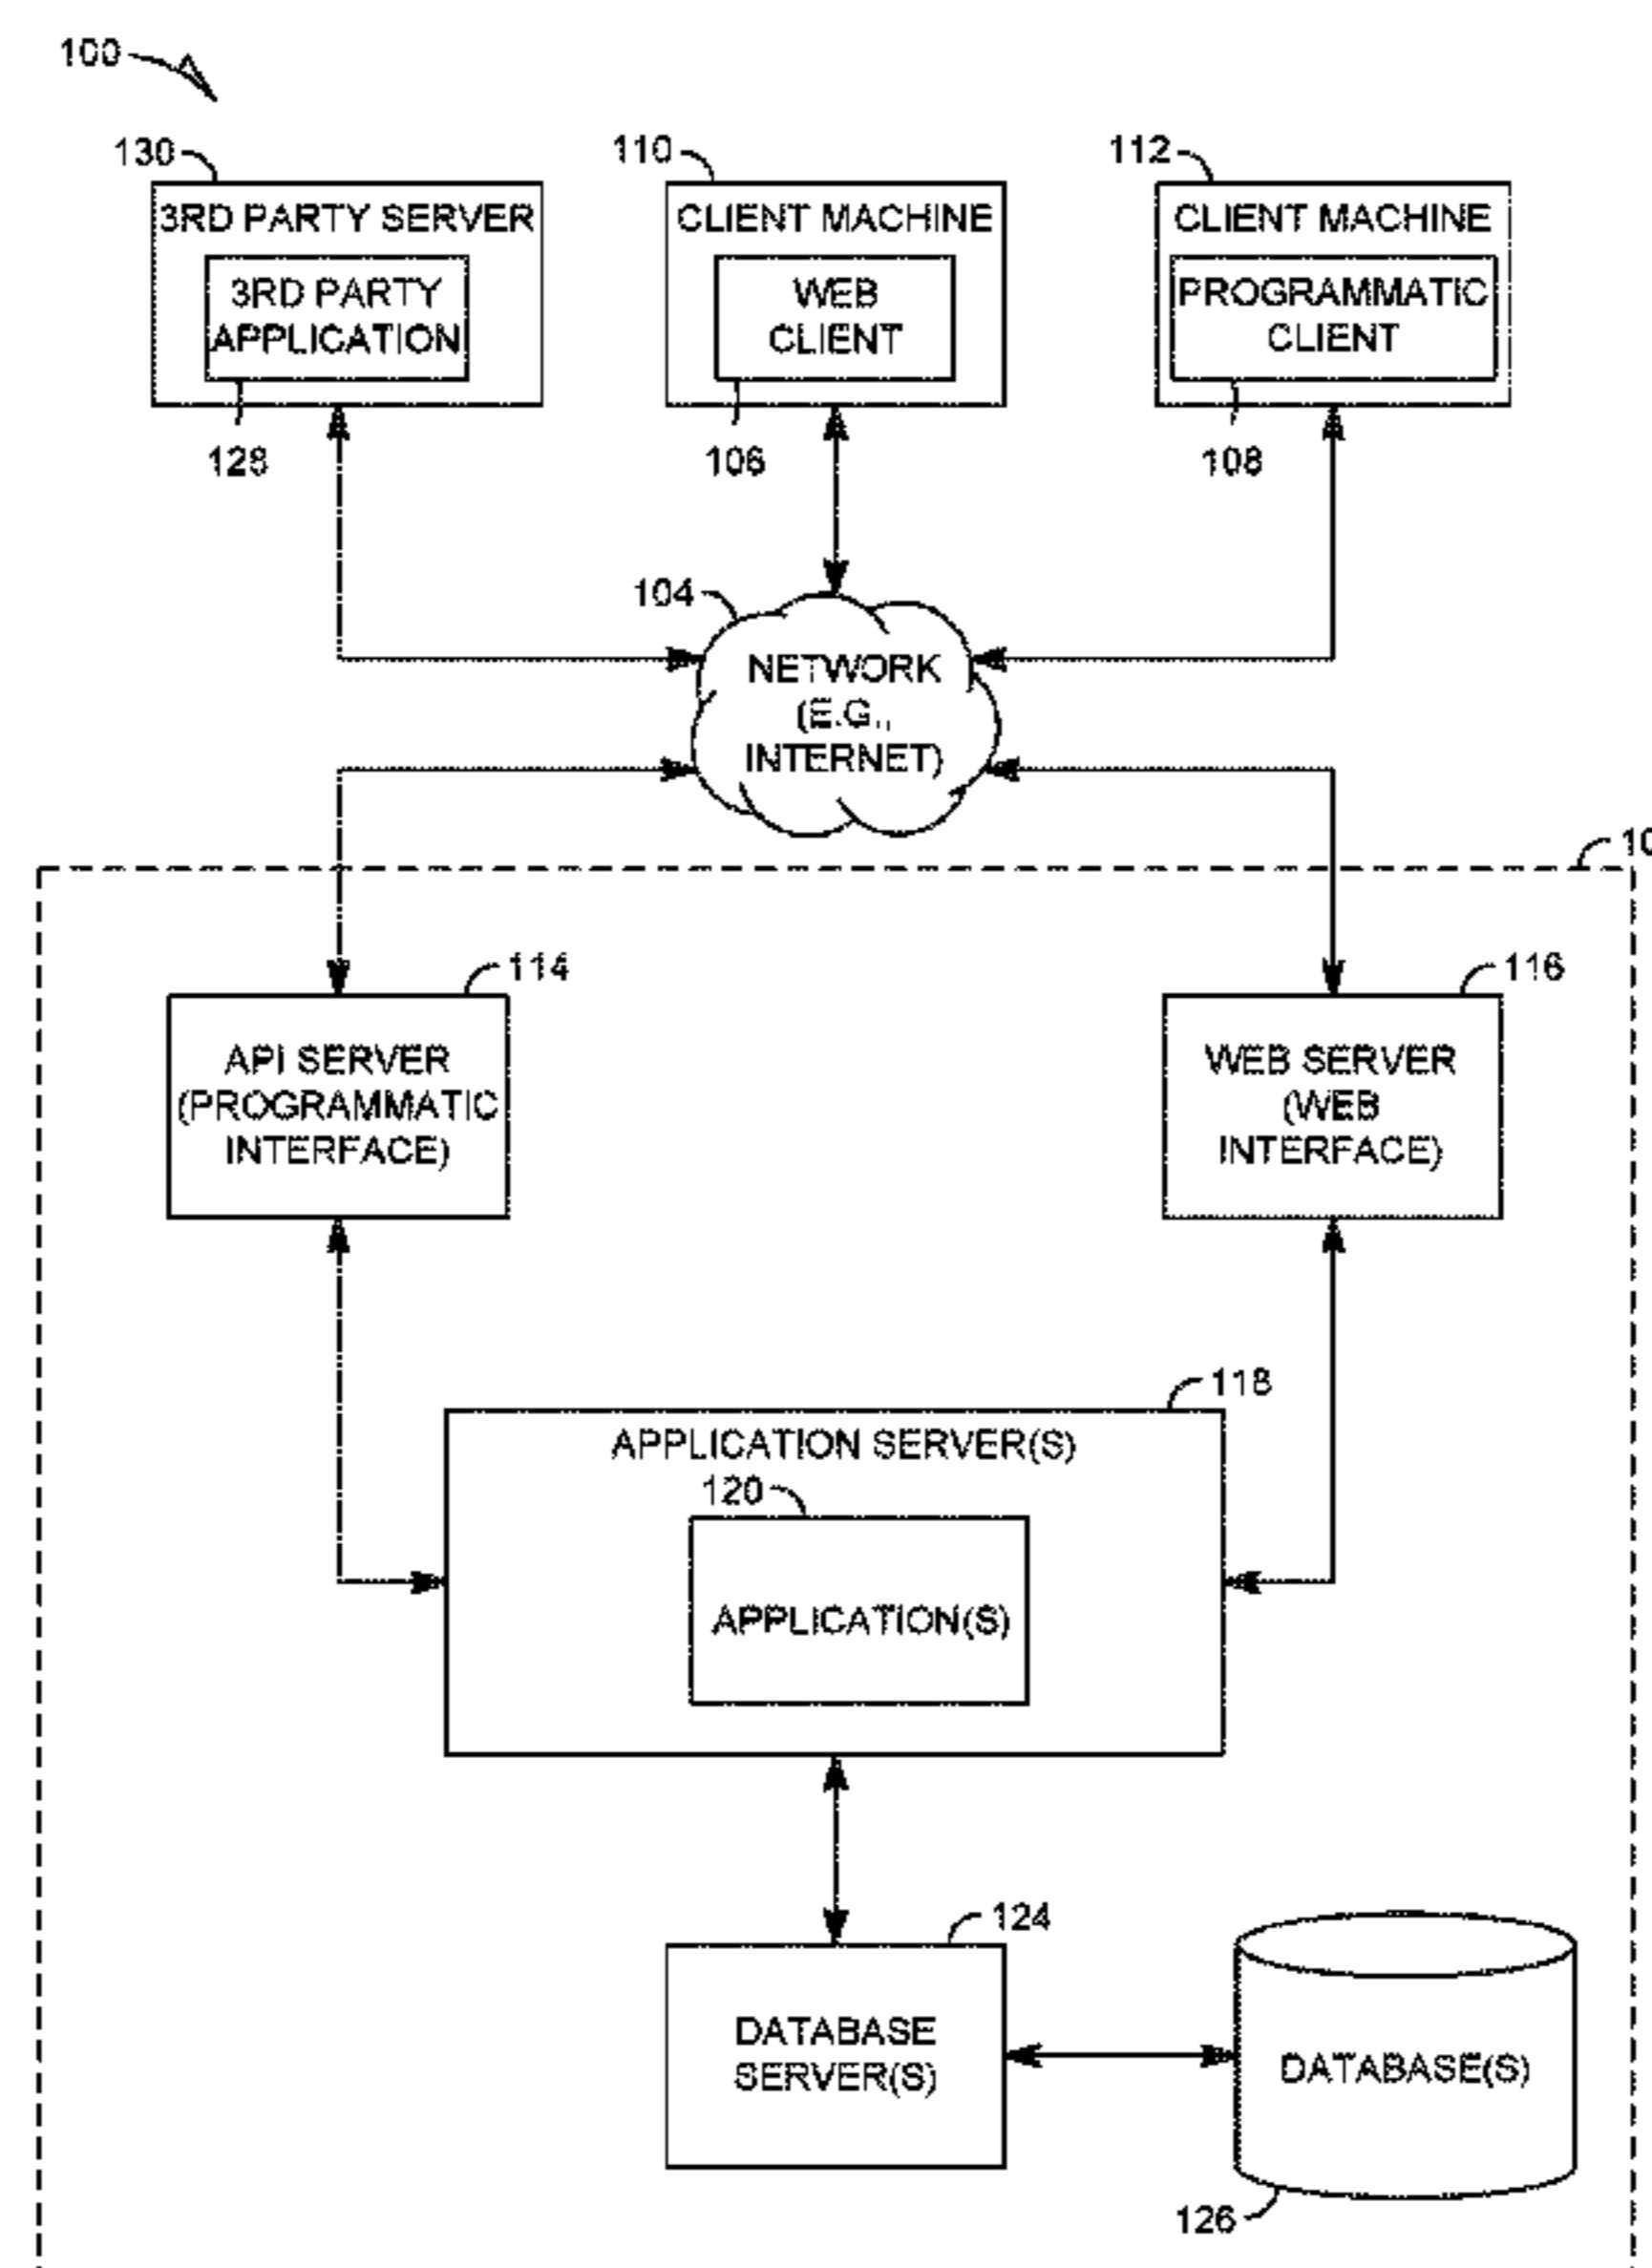 100
130
110
112
3RD PARTY SERVER
3RD PARTY
APPLICATION
CLIENT MACHINE
WEB
CLIENT
CLIENT MACHINE
PROGRAMMATIC
CLIENT
128
106
108
104
NETWORK
(E.G.,
INTERNET)
114
116
API SERVER
(PROGRAMMATIC
INTERFACE)
WEB SERVER
(WEB
INTERFACE)
118
APPLICATION SERVER(S)
120
APPLICATION(S)
124
DATABASE
SERVER(S)
DATABASE(S)
126